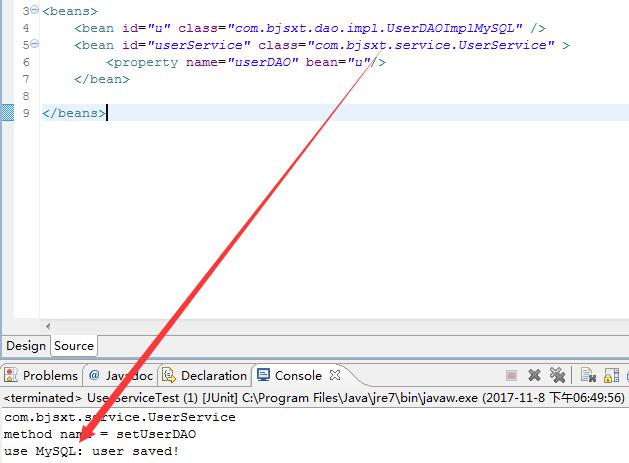 3 <beans>
4 <bean id="u" class="com.bjsxt.dao.impl.UserDAOImplMySQL" />
5 <bean id="userService" class="com.bjsxt.service.UserService" >
6 <property name="userDAO" bean="u"/>
7 </bean>
8
9 </beans>
Design Source
Problems @ Javadoc Declaration Console
<terminated> UserServiceTest (1) [JUnit] C:\Program Files\Java\jre7\bin\javaw.exe (2017-11-8 下午06:49:56)
com.bjsxt.service.UserService
method name = setUserDAO
use MySQL: user saved!